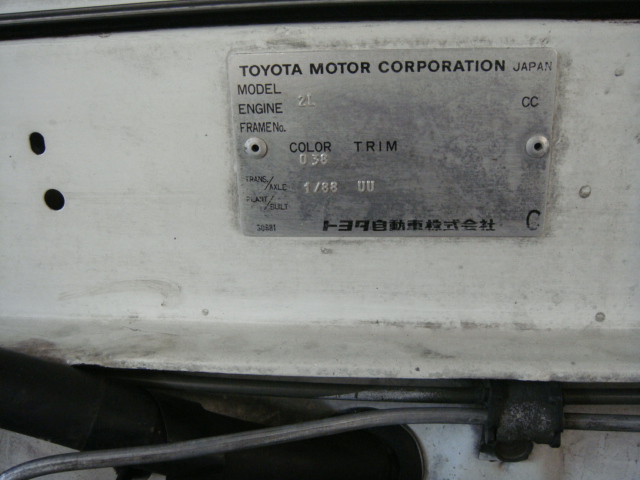 TOYOTA MOTOR CORPORATION JAPAN
MODEL
ENGINE 2L CC
FRAME No.
COLOR TRIM
038
TRANS/AXLE 1/88 UU
PLANT/BUILT
トヨタ自動車株式会社 C